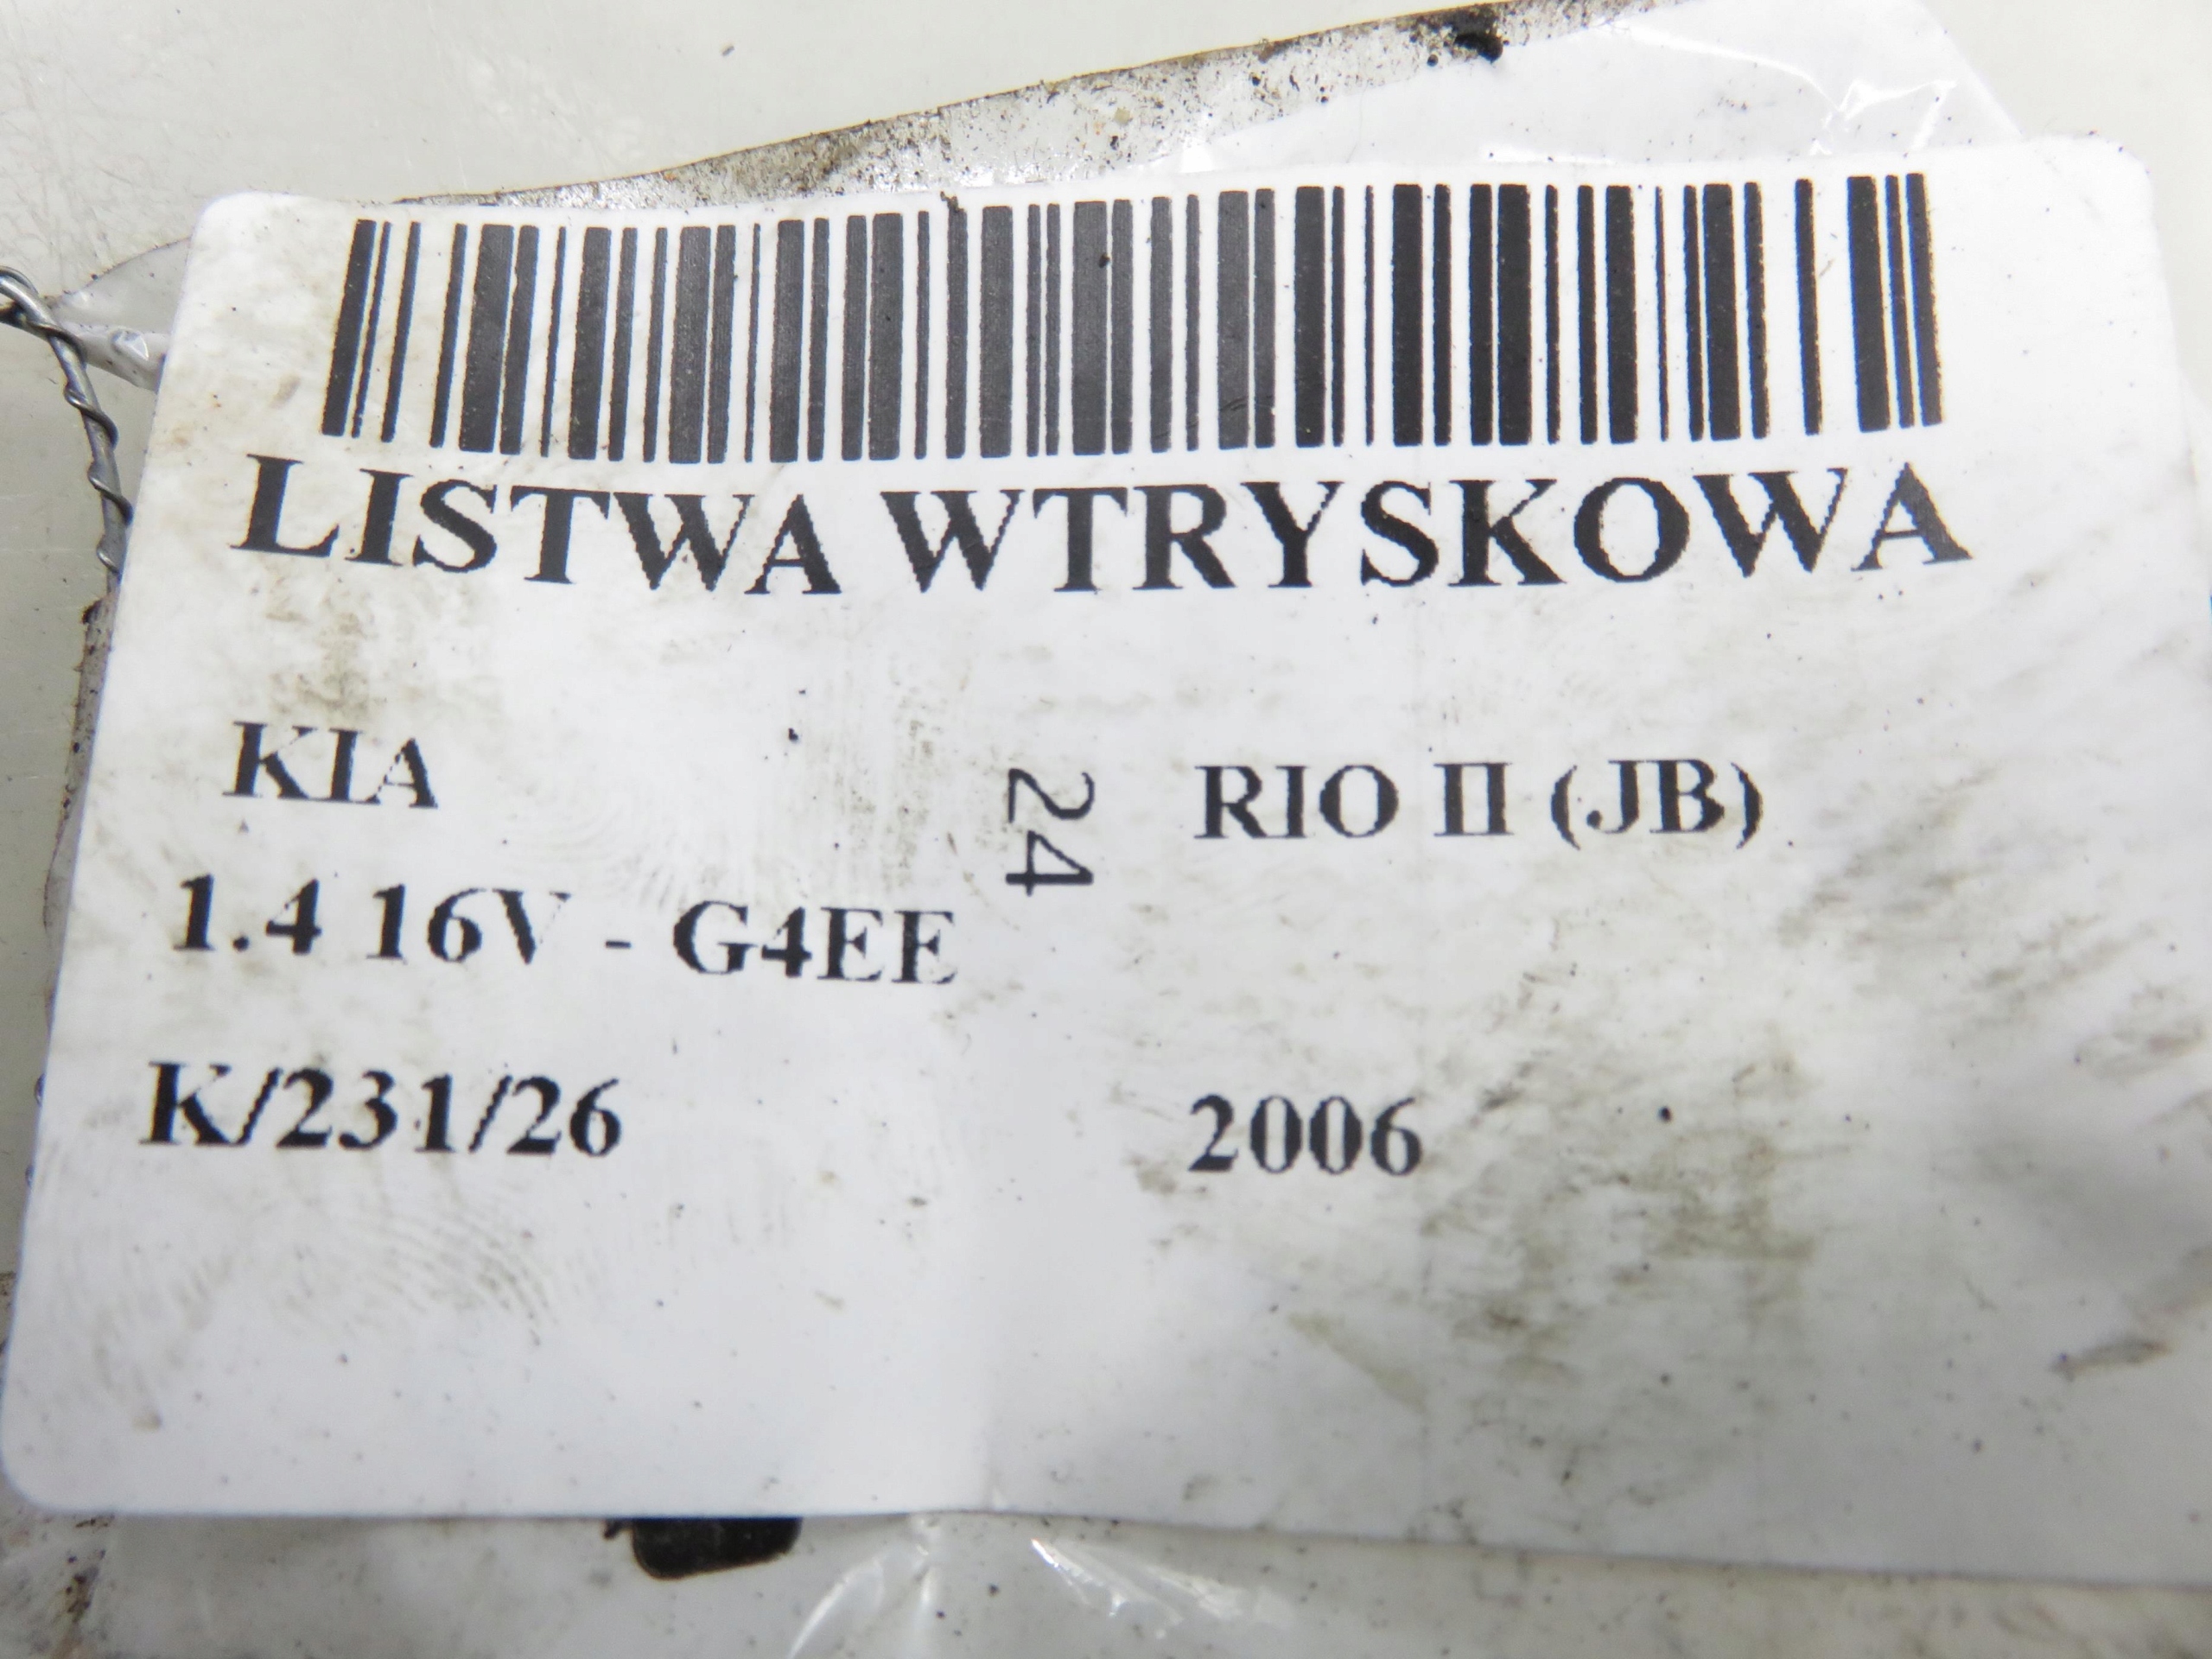 LISTWA WTRYSKOWA
KIA
24
RIO II (JB)
1.4 16V - G4EE
K/231/26
2006